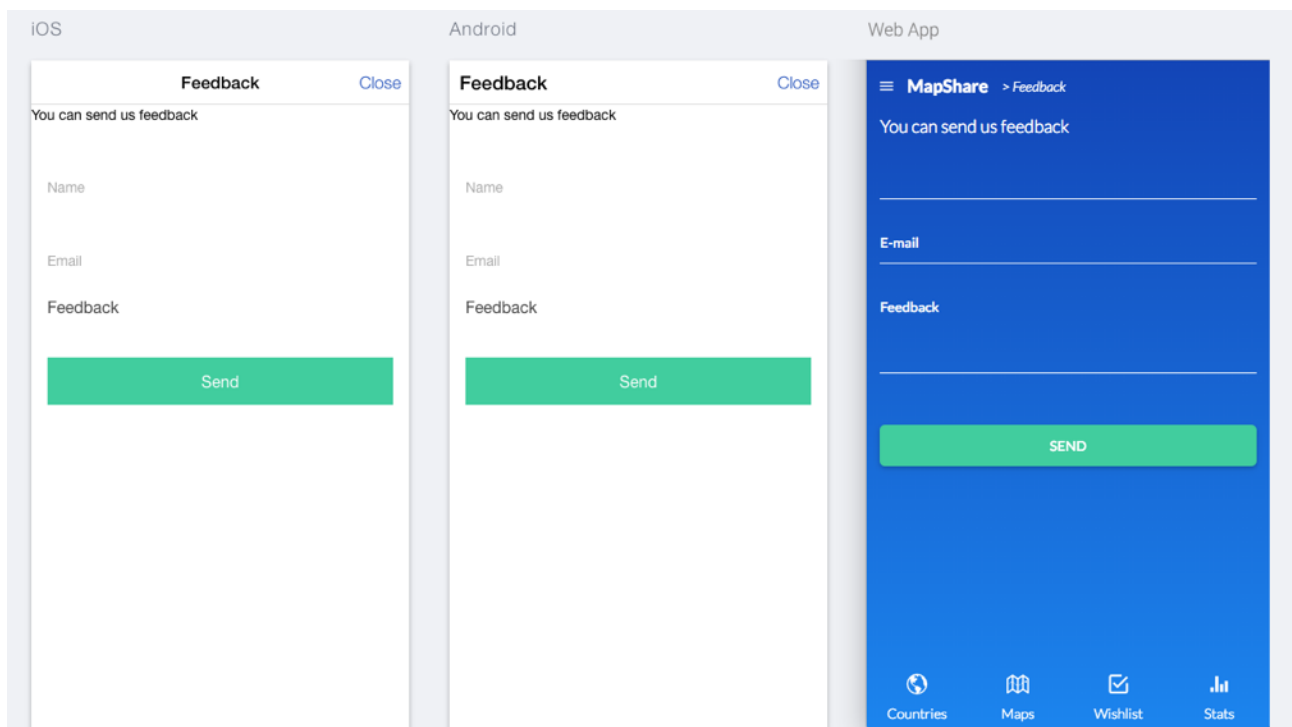 iOS
Feedback Close
You can send us feedback
Name
Email
Feedback
Send
Android
Feedback Close
You can send us feedback
Name
Email
Feedback
Send
Web App
MapShare > Feedback
You can send us feedback
E-mail
Feedback
SEND
Countries Maps Wishlist Stats